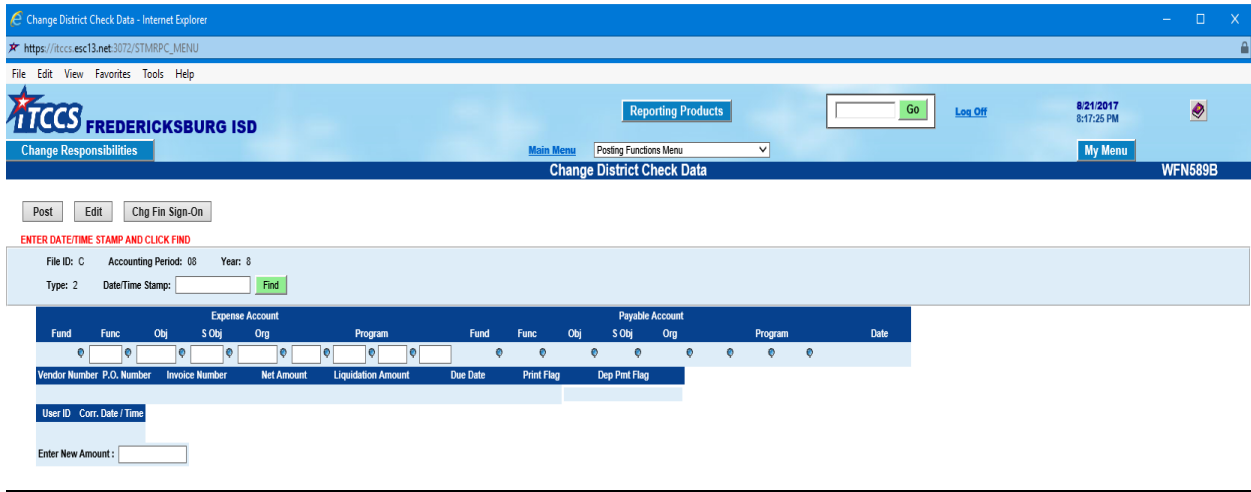 Change District Check Data - Internet Explorer
https://itccs.esc13.net:3072/STMRPC_MENU
File Edit View Favorites Tools Help
iTCCS FREDERICKSBURG ISD Reporting Products Go Log Off 8/21/2017
8:17:25 PM
Change Responsibilities Main Menu Posting Functions Menu My Menu
Change District Check Data WFN589B
Post Edit Chg Fin Sign-On
ENTER DATE/TIME STAMP AND CLICK FIND
File ID: C Accounting Period: 08 Year: 8
Type: 2 Date/Time Stamp: Find
Expense Account Payable Account
Fund Func Obj S Obj Org Program Fund Func Obj S Obj Org Program Date
Vendor Number P.O. Number Invoice Number Net Amount Liquidation Amount Due Date Print Flag Dep Pmt Flag
User ID Corr. Date / Time
Enter New Amount :